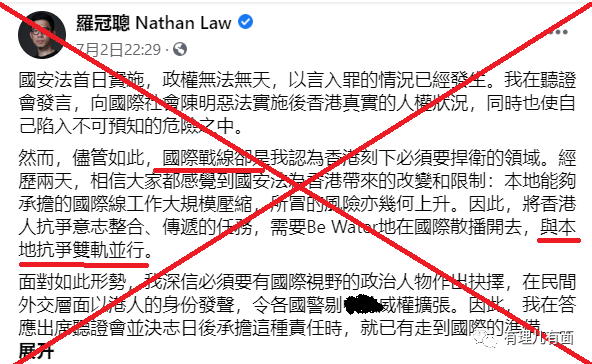 羅冠聰 Nathan Law
7月2日22:29
國安法首日實施，政權無法無天，以言入罪的情況已經發生。我在聽證
會發言，向國際社會陳明惡法實施後香港真實的人權狀況，同時也使自
己陷入不可預知的危險之中。
然而，儘管如此，國際戰線卻是我認為香港刻下必須要捍衛的領域。經
歷兩天，相信大家都感覺到國安法為香港帶來的改變和限制：本地能夠
承擔的國際線工作大規模壓縮，所冒的風險亦幾何上升。因此，將香港
人抗爭意志整合、傳遞的任務，需要Be Water地在國際散播開去，與本
地抗爭雙軌並行。
面對如此形勢，我深信必須要有國際視野的政治人物作出抉擇，在民間
外交層面以港人的身份發聲，令各國警剔威權擴張。因此，我在答
應出席聽證會並決志日後承擔這種責任時，就已有走到國際的準備。
展开
有理儿有面